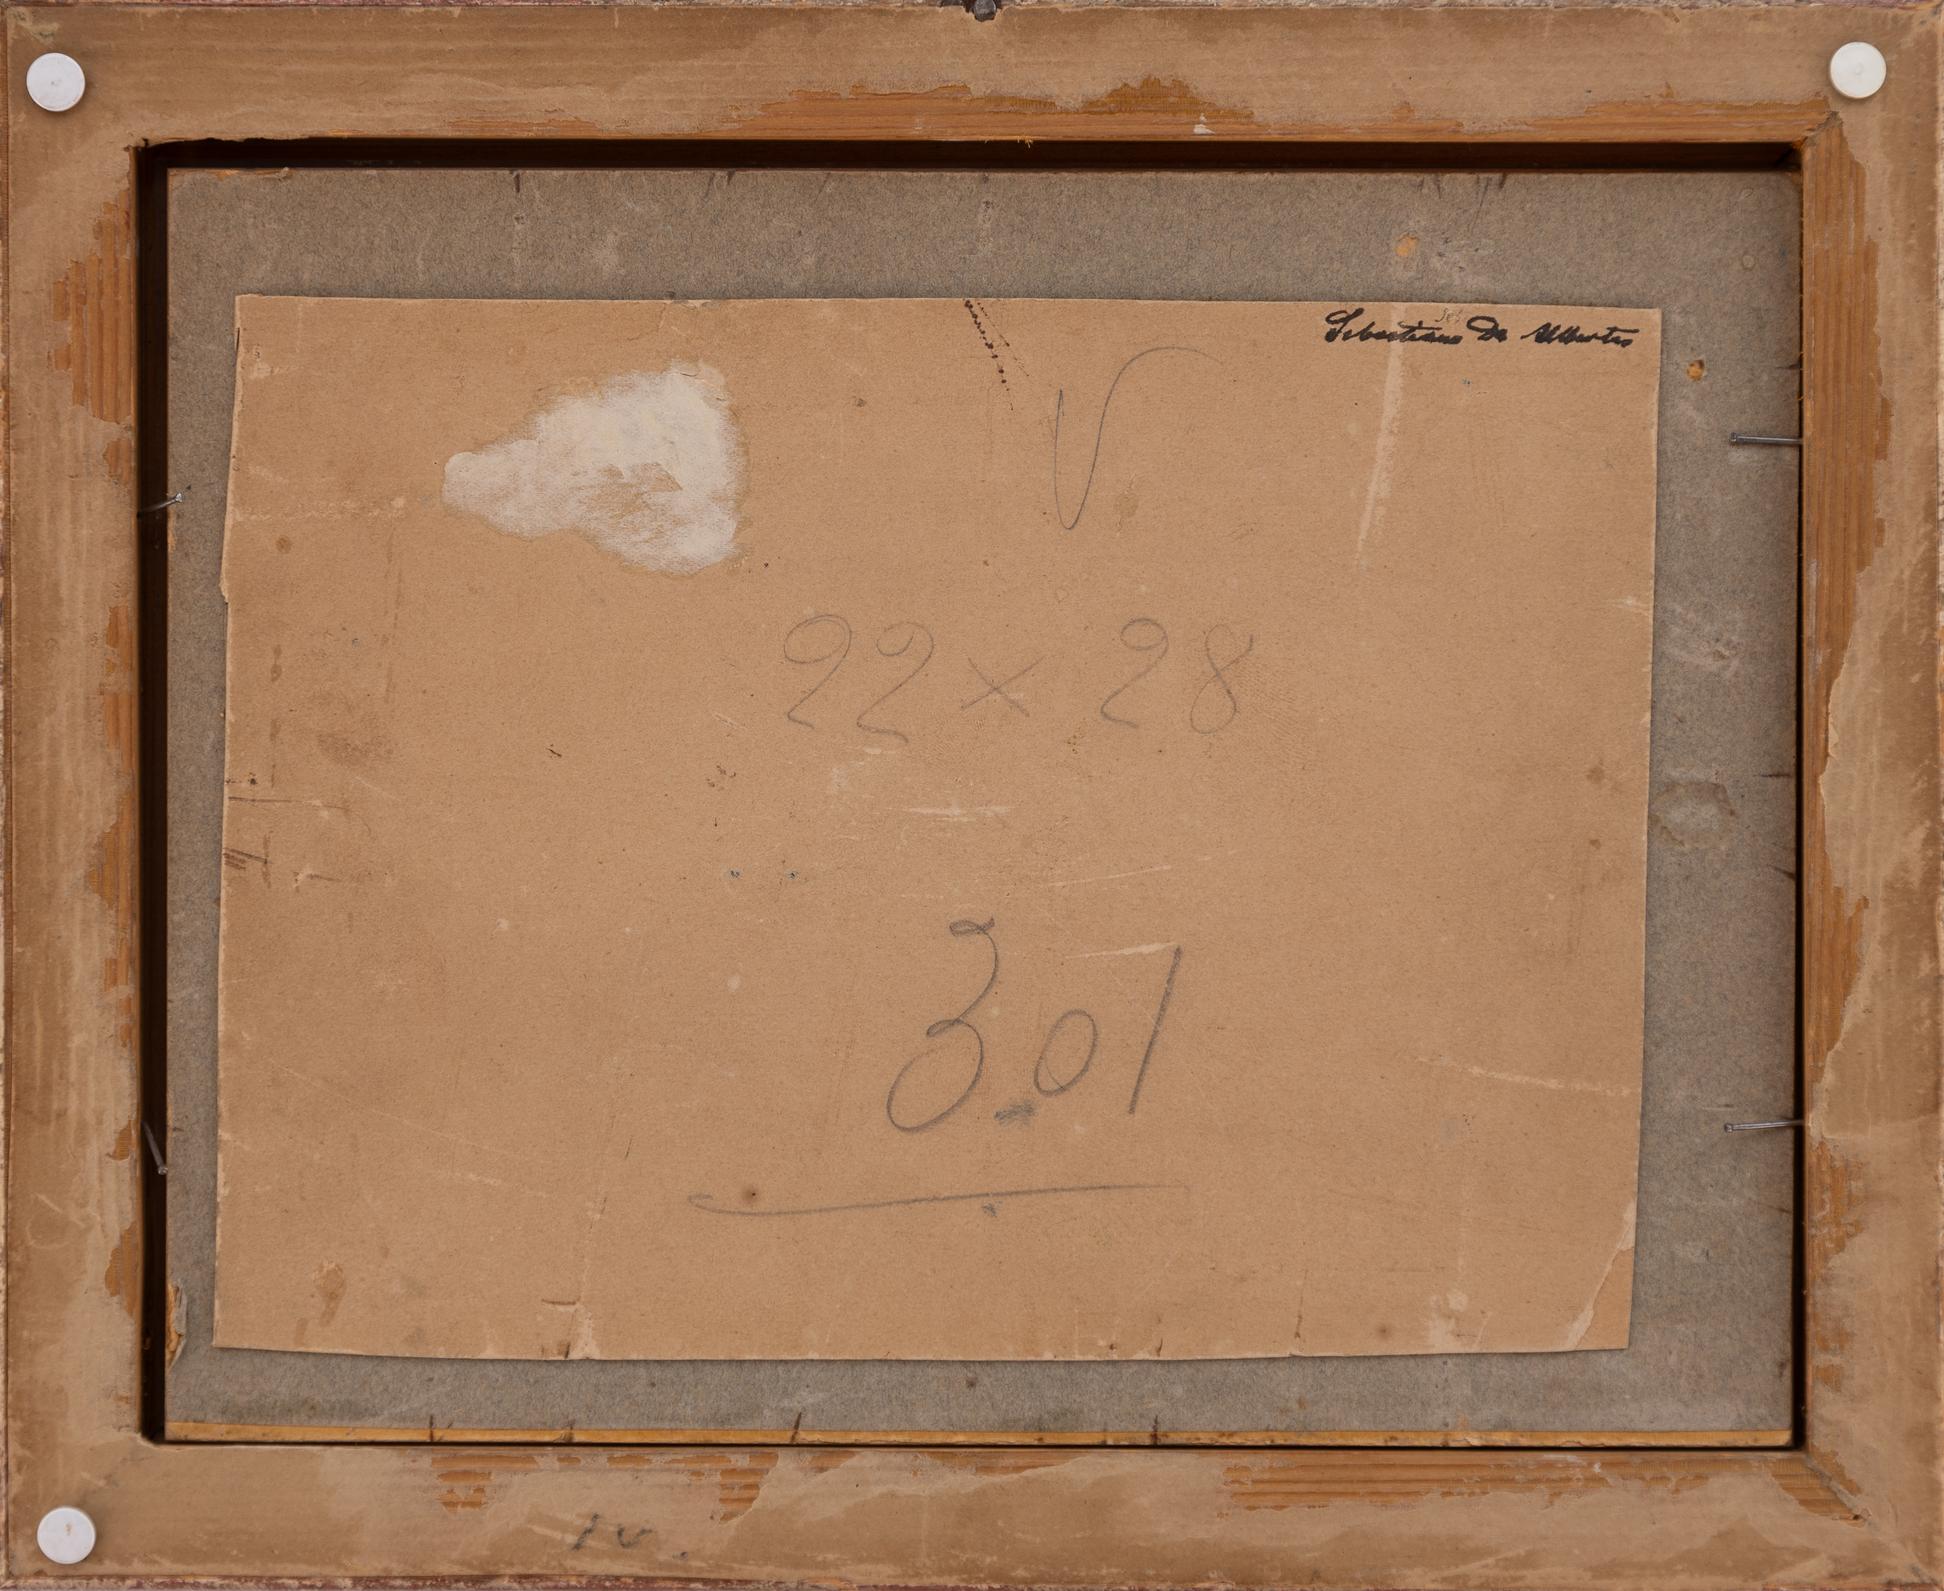 Sebastiano De Albertis
V
22 x 28
3.01